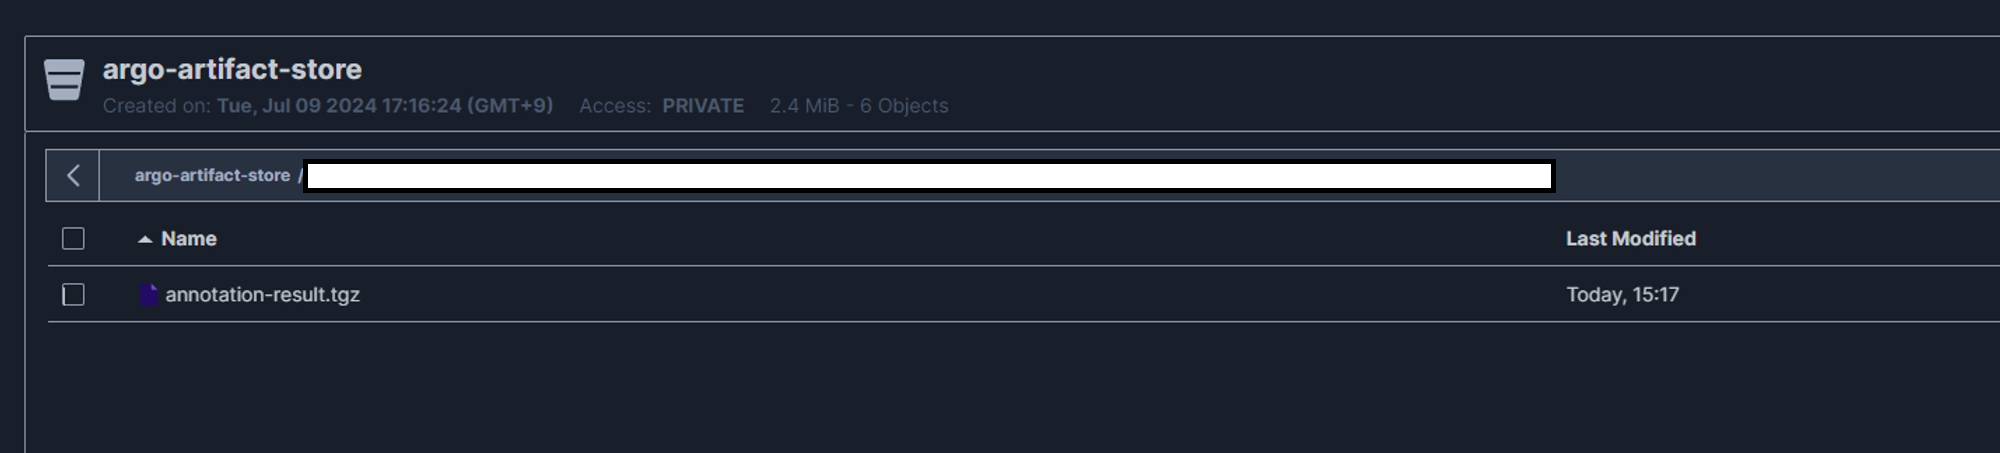 argo-artifact-store
Created on: Tue, Jul 09 2024 17:16:24 (GMT+9) Access: PRIVATE 2.4 MiB - 6 Objects
argo-artifact-store /
Name Last Modified
annotation-result.tgz Today, 15:17